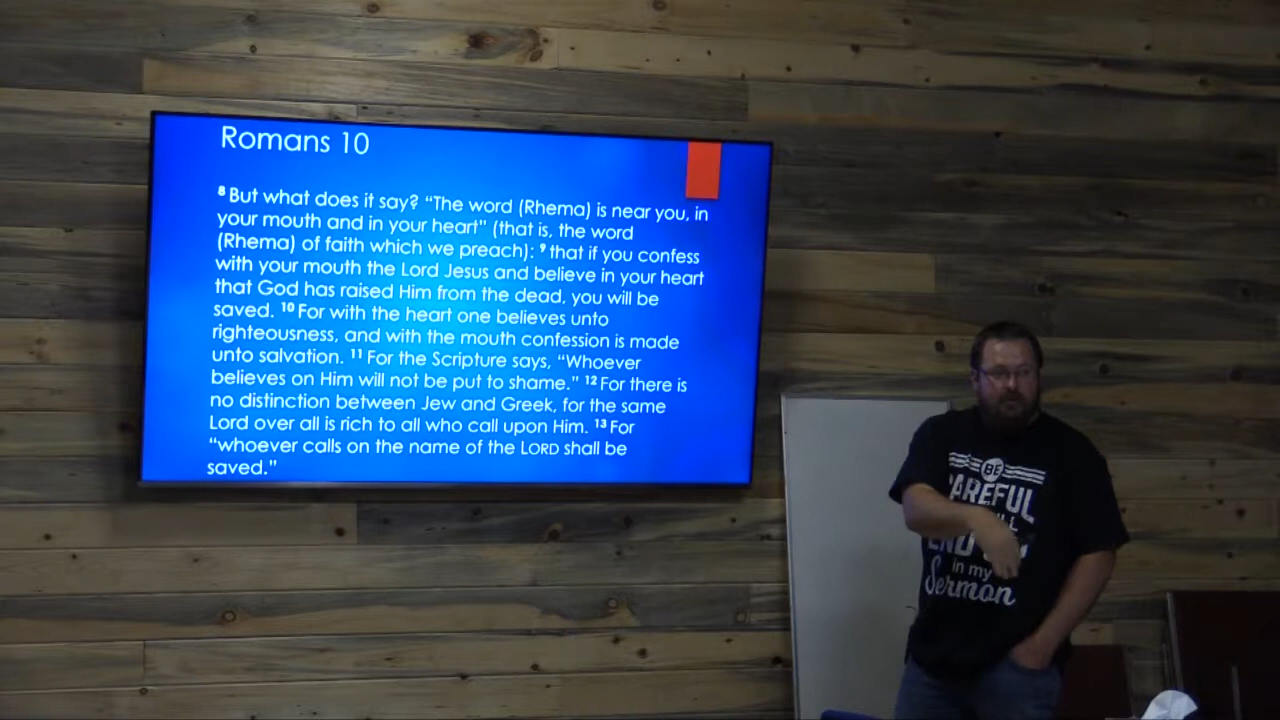 Romans 10
⁸ But what does it say? “The word (Rhema) is near you, in
your mouth and in your heart” (that is, the word
(Rhema) of faith which we preach): ⁹ that if you confess
with your mouth the Lord Jesus and believe in your heart
that God has raised Him from the dead, you will be
saved. ¹⁰ For with the heart one believes unto
righteousness, and with the mouth confession is made
unto salvation. ¹¹ For the Scripture says, “Whoever
believes on Him will not be put to shame.” ¹² For there is
no distinction between Jew and Greek, for the same
Lord over all is rich to all who call upon Him. ¹³ For
“whoever calls on the name of the LORD shall be
saved.”
BE
CAREFUL
END
in my
Sermon